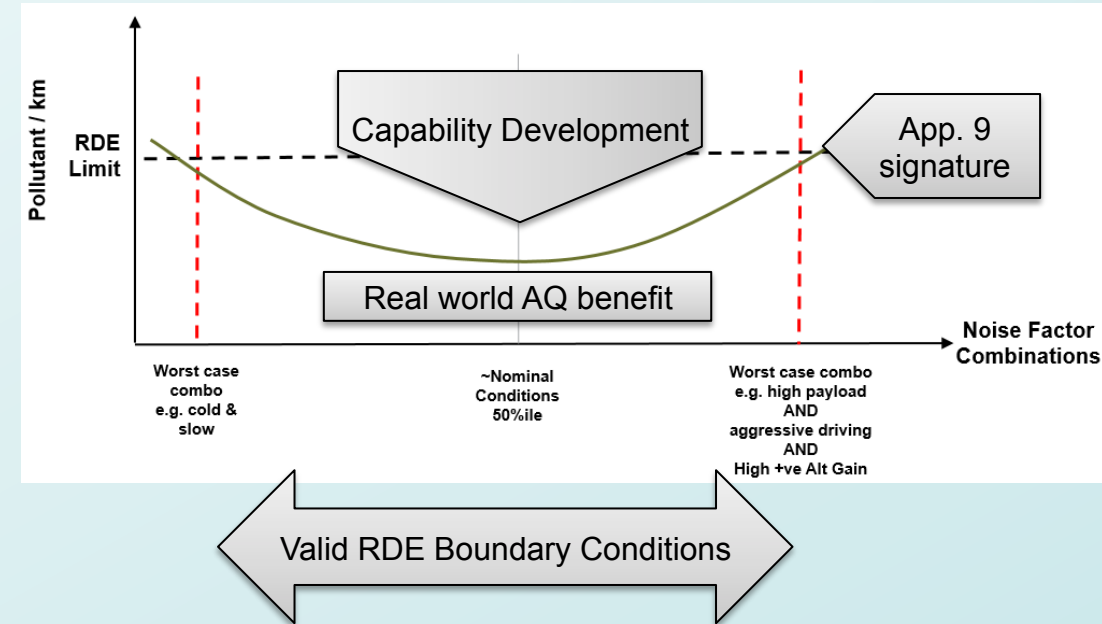 Pollutant / km
RDE
Limit
Capability Development
App. 9
signature
Real world AQ benefit
Noise Factor
Combinations
Worst case
combo
e.g. cold &
slow
~Nominal
Conditions
50%ile
Worst case combo
e.g. high payload
AND
aggressive driving
AND
High +ve Alt Gain
Valid RDE Boundary Conditions